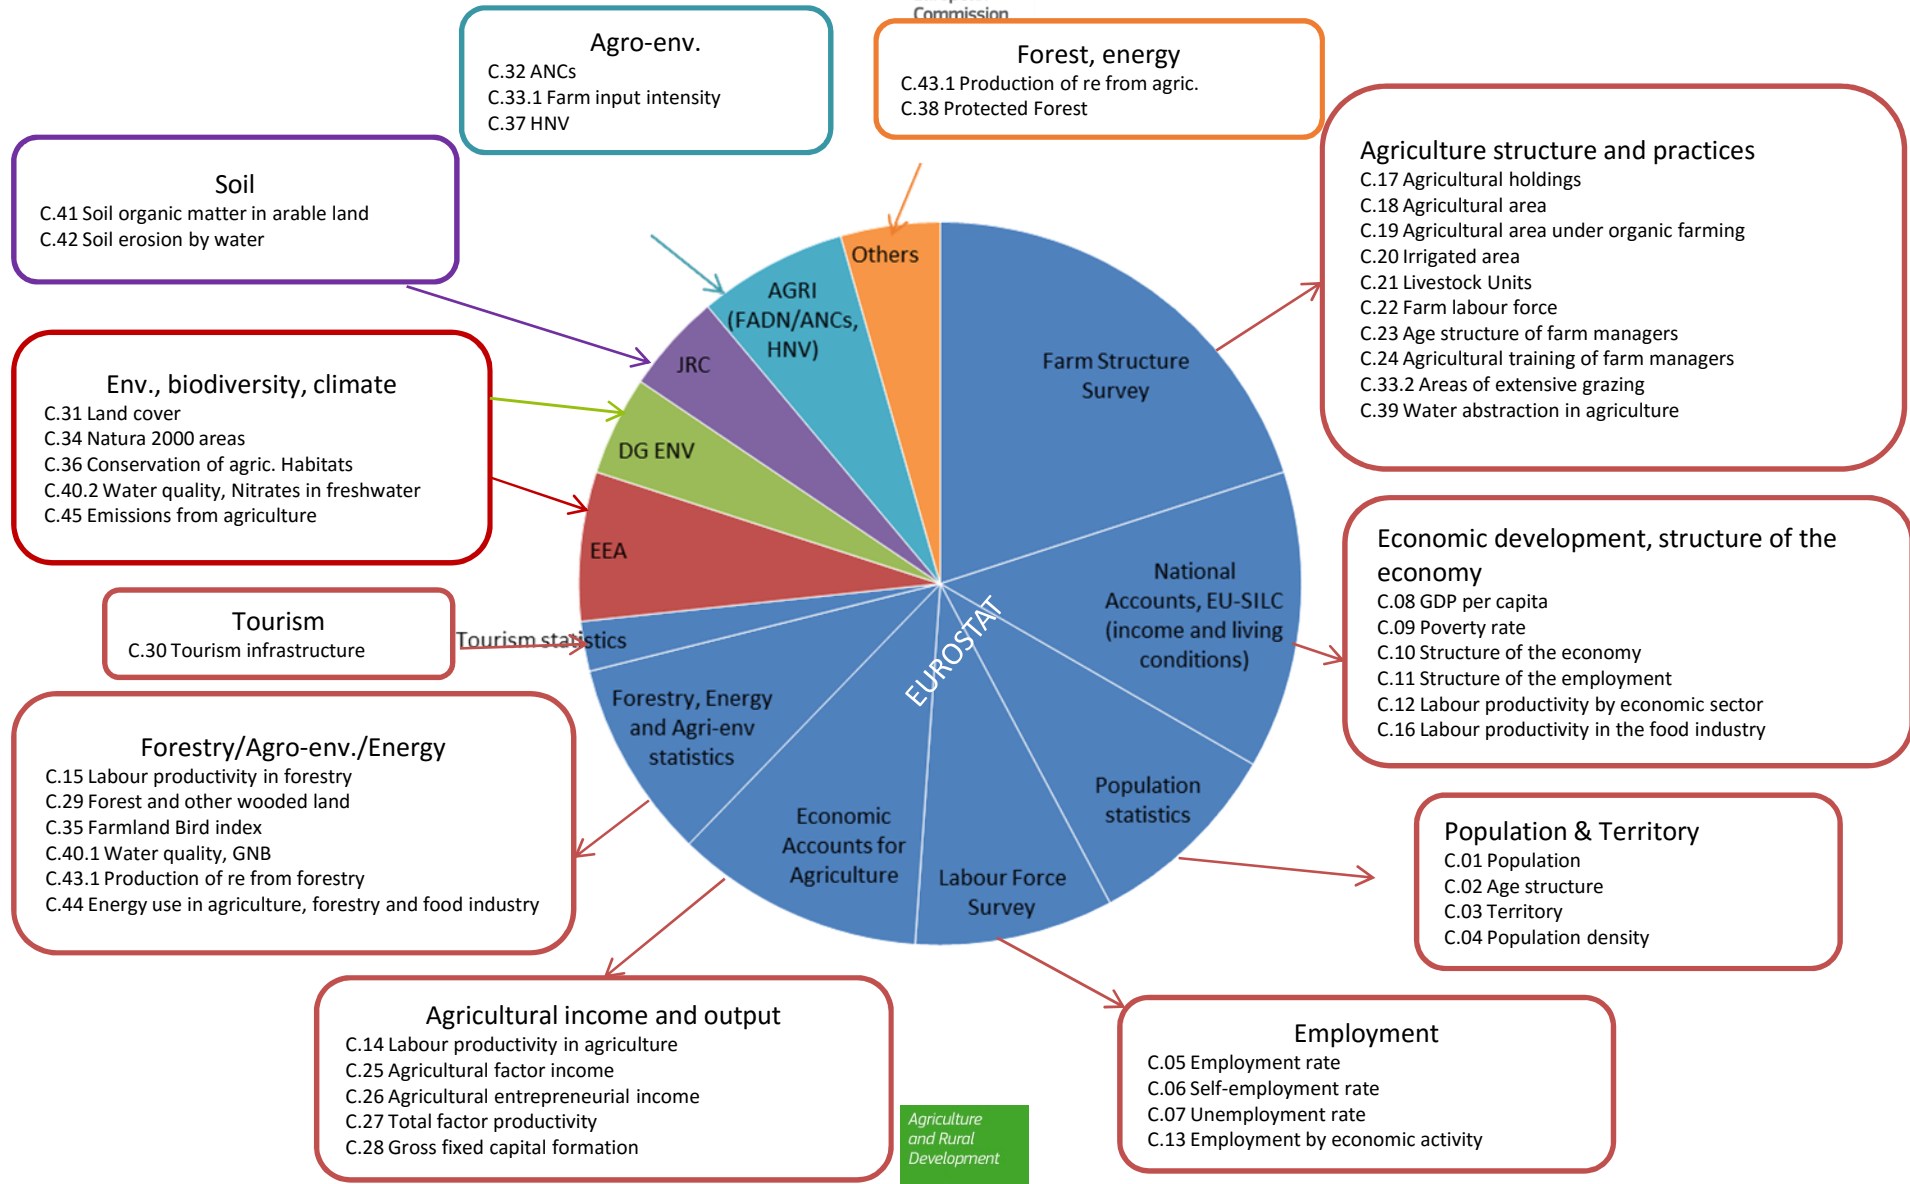 Commission
Agro-env.
C.32 ANCs
C.33.1 Farm input intensity
C.37 HNV
Forest, energy
C.43.1 Production of re from agric.
C.38 Protected Forest
Soil
C.41 Soil organic matter in arable land
C.42 Soil erosion by water
Agriculture structure and practices
C.17 Agricultural holdings
C.18 Agricultural area
C.19 Agricultural area under organic farming
C.20 Irrigated area
C.21 Livestock Units
C.22 Farm labour force
C.23 Age structure of farm managers
C.24 Agricultural training of farm managers
C.33.2 Areas of extensive grazing
C.39 Water abstraction in agriculture
Env., biodiversity, climate
C.31 Land cover
C.34 Natura 2000 areas
C.36 Conservation of agric. Habitats
C.40.2 Water quality, Nitrates in freshwater
C.45 Emissions from agriculture
Others
AGRI
(FADN/ANCs,
HNV)
JRC
DG ENV
EEA
Farm Structure
Survey
National
Accounts, EU-SILC
(income and living
conditions)
EUROSTAT
Tourism statistics
Forestry, Energy
and Agri-env
statistics
Economic
Accounts for
Agriculture
Labour Force
Survey
Population
statistics
Economic development, structure of the
economy
C.08 GDP per capita
C.09 Poverty rate
C.10 Structure of the economy
C.11 Structure of the employment
C.12 Labour productivity by economic sector
C.16 Labour productivity in the food industry
Tourism
C.30 Tourism infrastructure
Forestry/Agro-env./Energy
C.15 Labour productivity in forestry
C.29 Forest and other wooded land
C.35 Farmland Bird index
C.40.1 Water quality, GNB
C.43.1 Production of re from forestry
C.44 Energy use in agriculture, forestry and food industry
Population & Territory
C.01 Population
C.02 Age structure
C.03 Territory
C.04 Population density
Agricultural income and output
C.14 Labour productivity in agriculture
C.25 Agricultural factor income
C.26 Agricultural entrepreneurial income
C.27 Total factor productivity
C.28 Gross fixed capital formation
Employment
C.05 Employment rate
C.06 Self-employment rate
C.07 Unemployment rate
C.13 Employment by economic activity
Agriculture
and Rural
Development